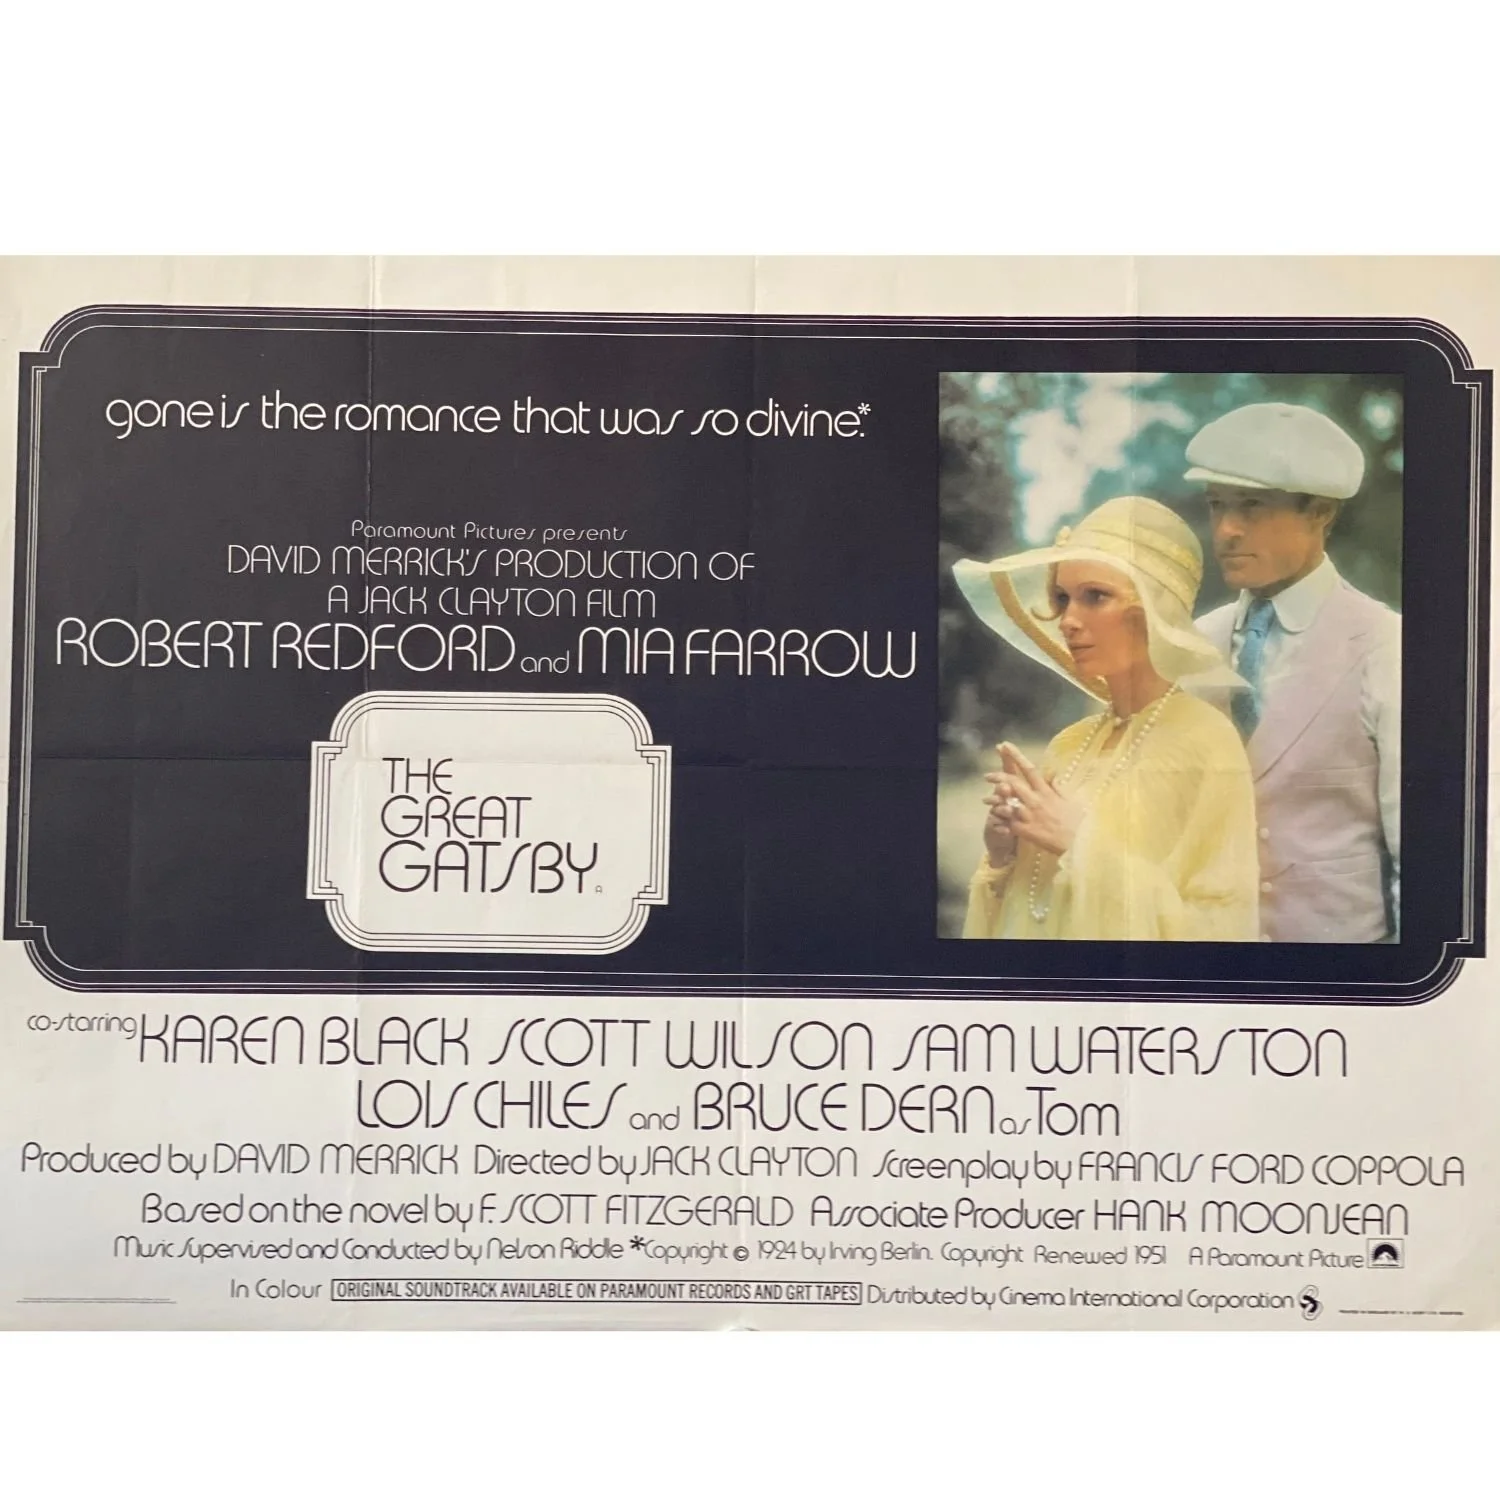 gone is the romance that was so divine.*
Paramount Pictures presents
DAVID MERRICK'S PRODUCTION OF
A JACK CLAYTON FILM
ROBERT REDFORD and MIA FARROW
THE
GREAT
GATSBY A
co-starring KAREN BLACK SCOTT WILSON SAM WATERSTON
LOIS CHILES and BRUCE DERN as Tom
Produced by DAVID MERRICK Directed by JACK CLAYTON Screenplay by FRANCIS FORD COPPOLA
Based on the novel by F. SCOTT FITZGERALD Associate Producer HANK MOONJEAN
Music Supervised and Conducted by Nelson Riddle *Copyright © 1924 by Irving Berlin. Copyright Renewed 1951 A Paramount Picture
In Colour ORIGINAL SOUNDTRACK AVAILABLE ON PARAMOUNT RECORDS AND GRT TAPES Distributed by Cinema International Corporation